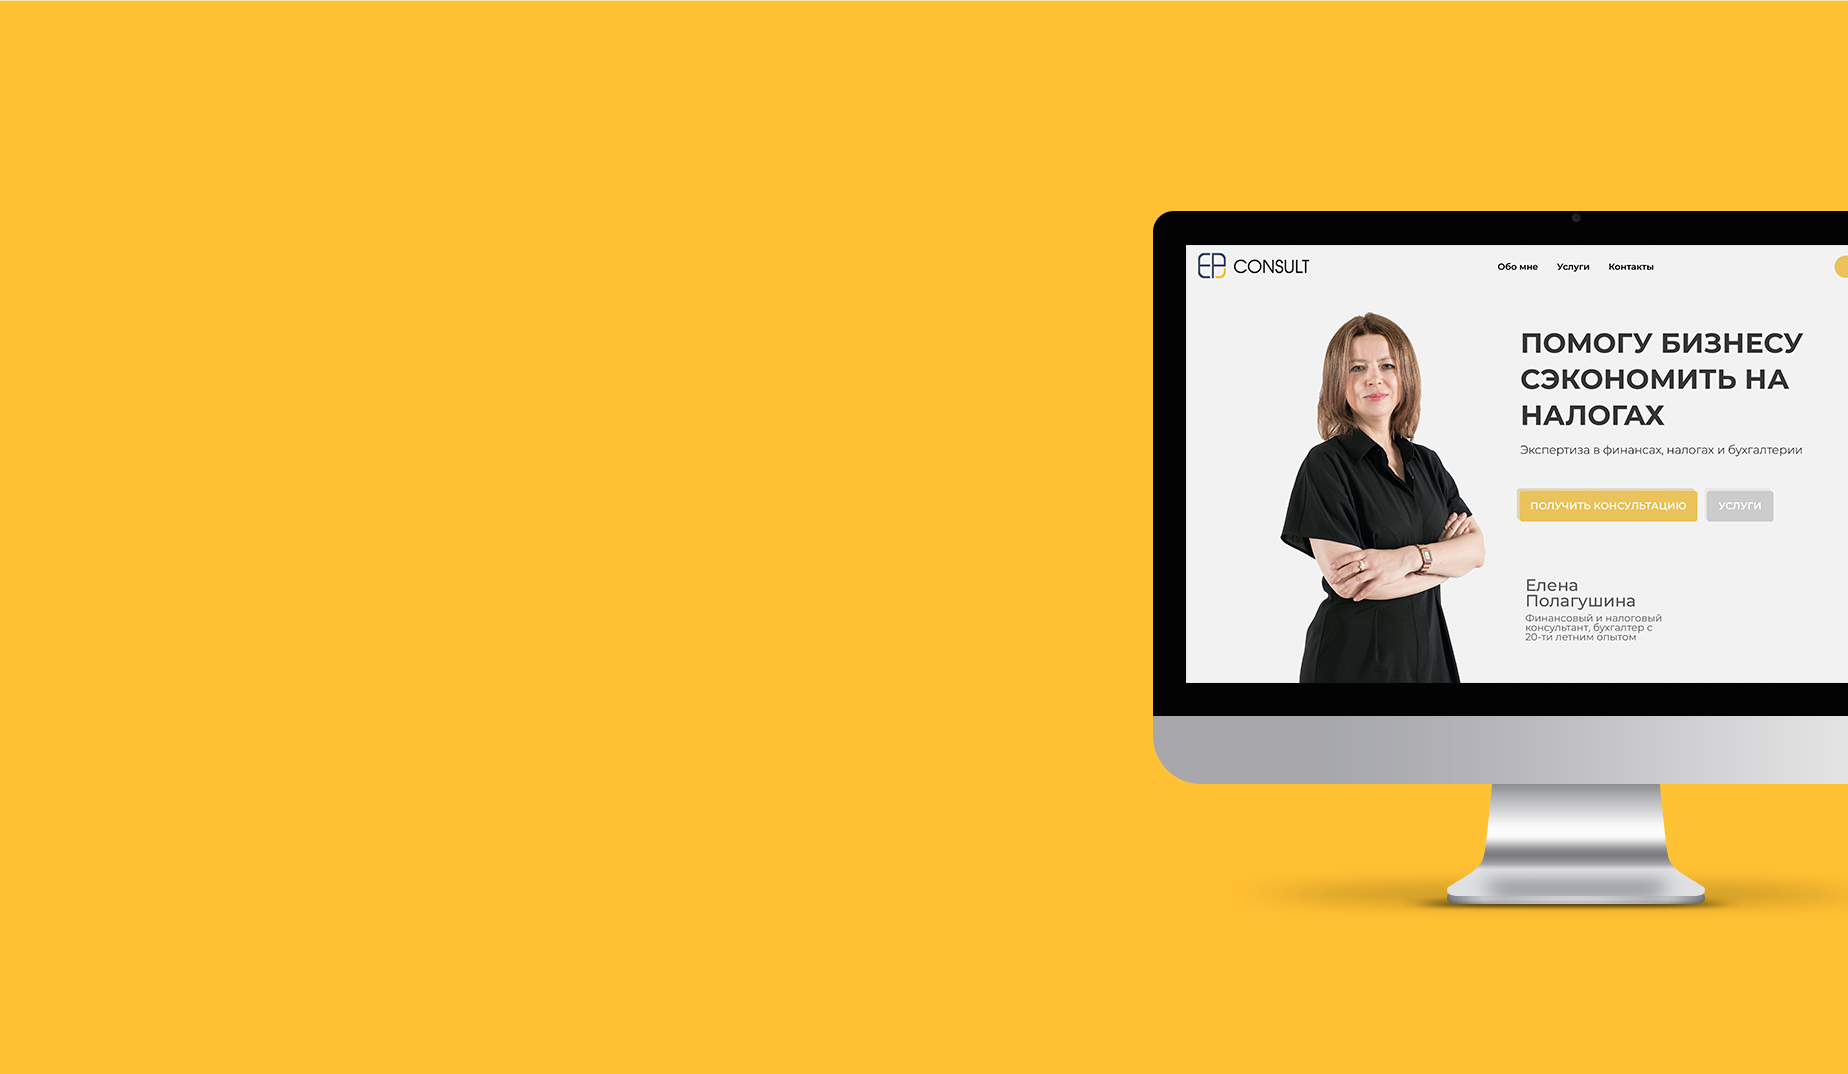 EP CONSULT
Обо мне Услуги Контакты
ПОМОГУ БИЗНЕСУ
СЭКОНОМИТЬ НА
НАЛОГАХ
Экспертиза в финансах, налогах и бухгалтерии
ПОЛУЧИТЬ КОНСУЛЬТАЦИЮ УСЛУГИ
Елена
Полагушина
Финансовый и налоговый
консультант, бухгалтер с
20-ти летним опытом